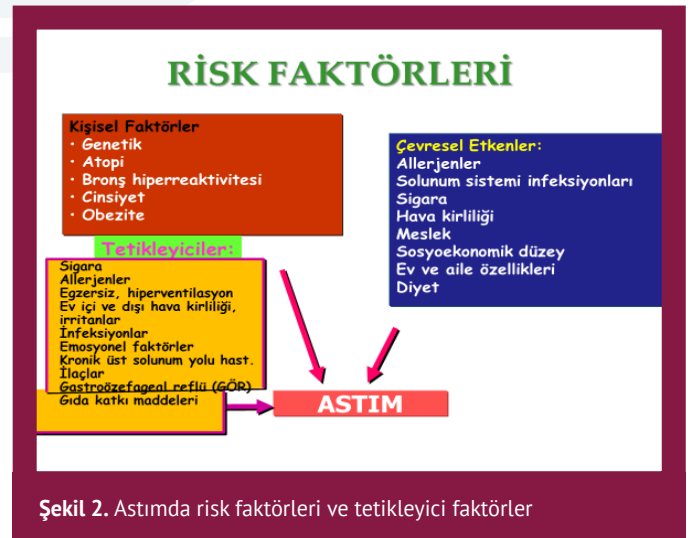 RİSK FAKTÖRLERİ
Kişisel Faktörler
· Genetik
· Atopi
· Bronş hiperreaktivitesi
· Cinsiyet
· Obezite
Çevresel Etkenler:
Allerjenler
Solunum sistemi infeksiyonları
Sigara
Hava kirliliği
Meslek
Sosyoekonomik düzey
Ev ve aile özellikleri
Diyet
Tetikleyiciler:
Sigara
Allerjenler
Egzersiz, hiperventilasyon
Ev içi ve dışı hava kirliliği,
irritanlar
İnfeksiyonlar
Emosyonel faktörler
Kronik üst solunum yolu hast.
İlaçlar
Gastroözefageal reflü (GÖR)
Gıda katkı maddeleri
ASTIM
Şekil 2. Astımda risk faktörleri ve tetikleyici faktörler